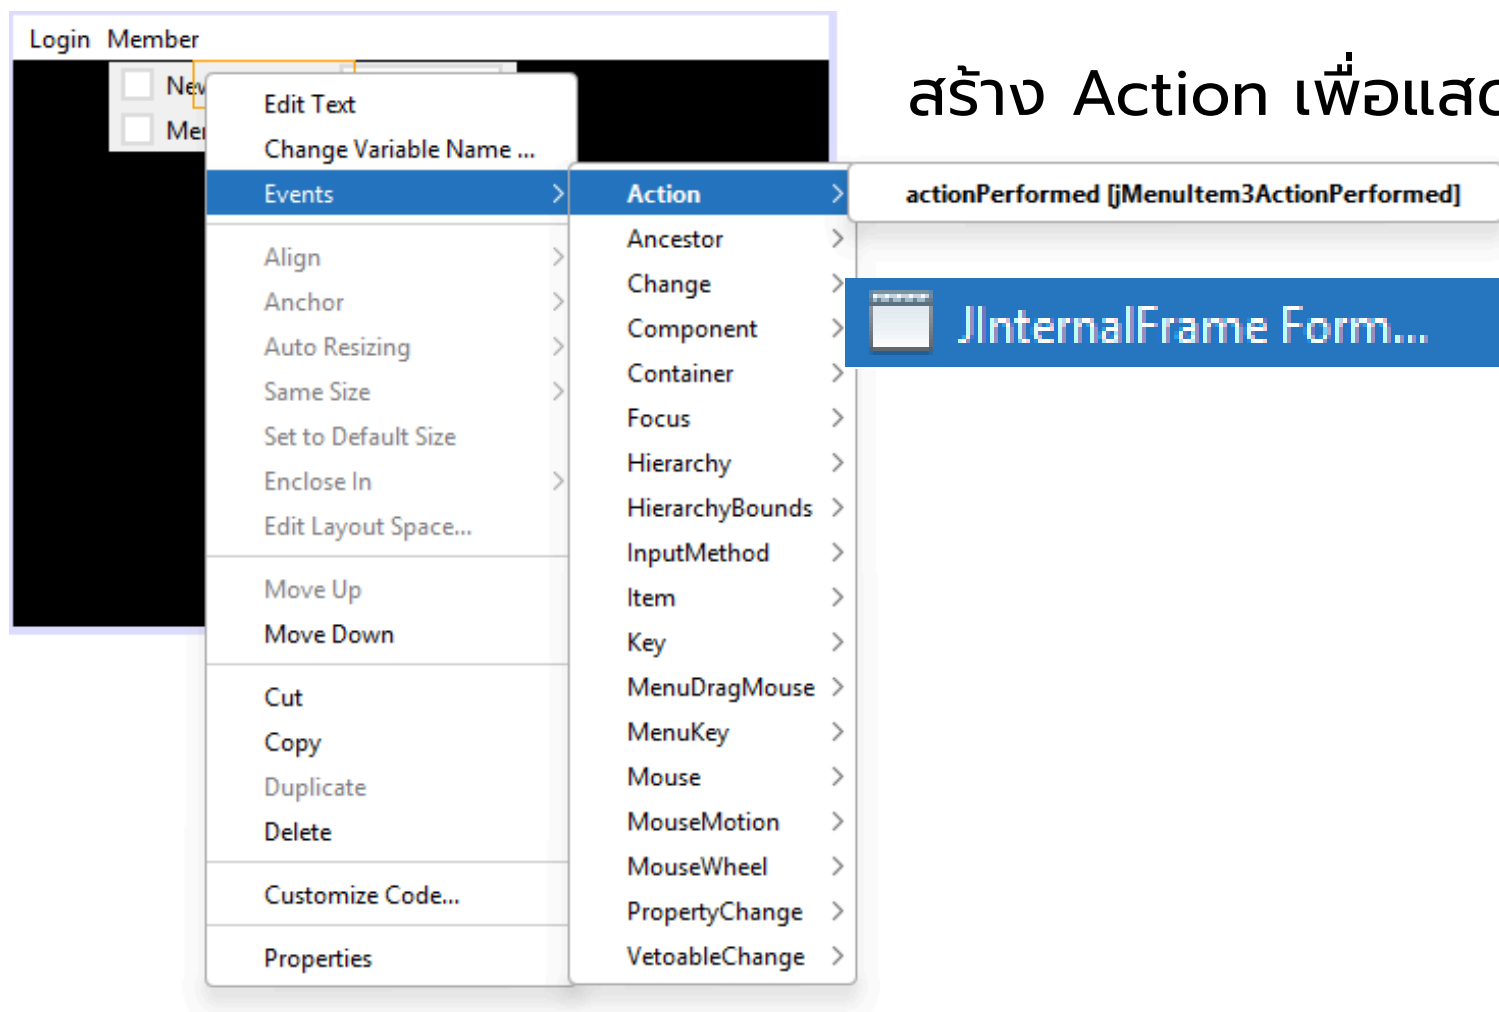 Login Member
New
Mer
สร้าง Action เพื่อแสด
Edit Text
Change Variable Name ...
Events
Align
Anchor
Auto Resizing
Same Size
Set to Default Size
Enclose In
Edit Layout Space...
Move Up
Move Down
Cut
Copy
Duplicate
Delete
Customize Code...
Properties
Action
Ancestor
Change
Component
Container
Focus
Hierarchy
HierarchyBounds
InputMethod
Item
Key
MenuDragMouse
MenuKey
Mouse
MouseMotion
MouseWheel
PropertyChange
VetoableChange
actionPerformed [jMenuItem3ActionPerformed]
JInternalFrame Form...